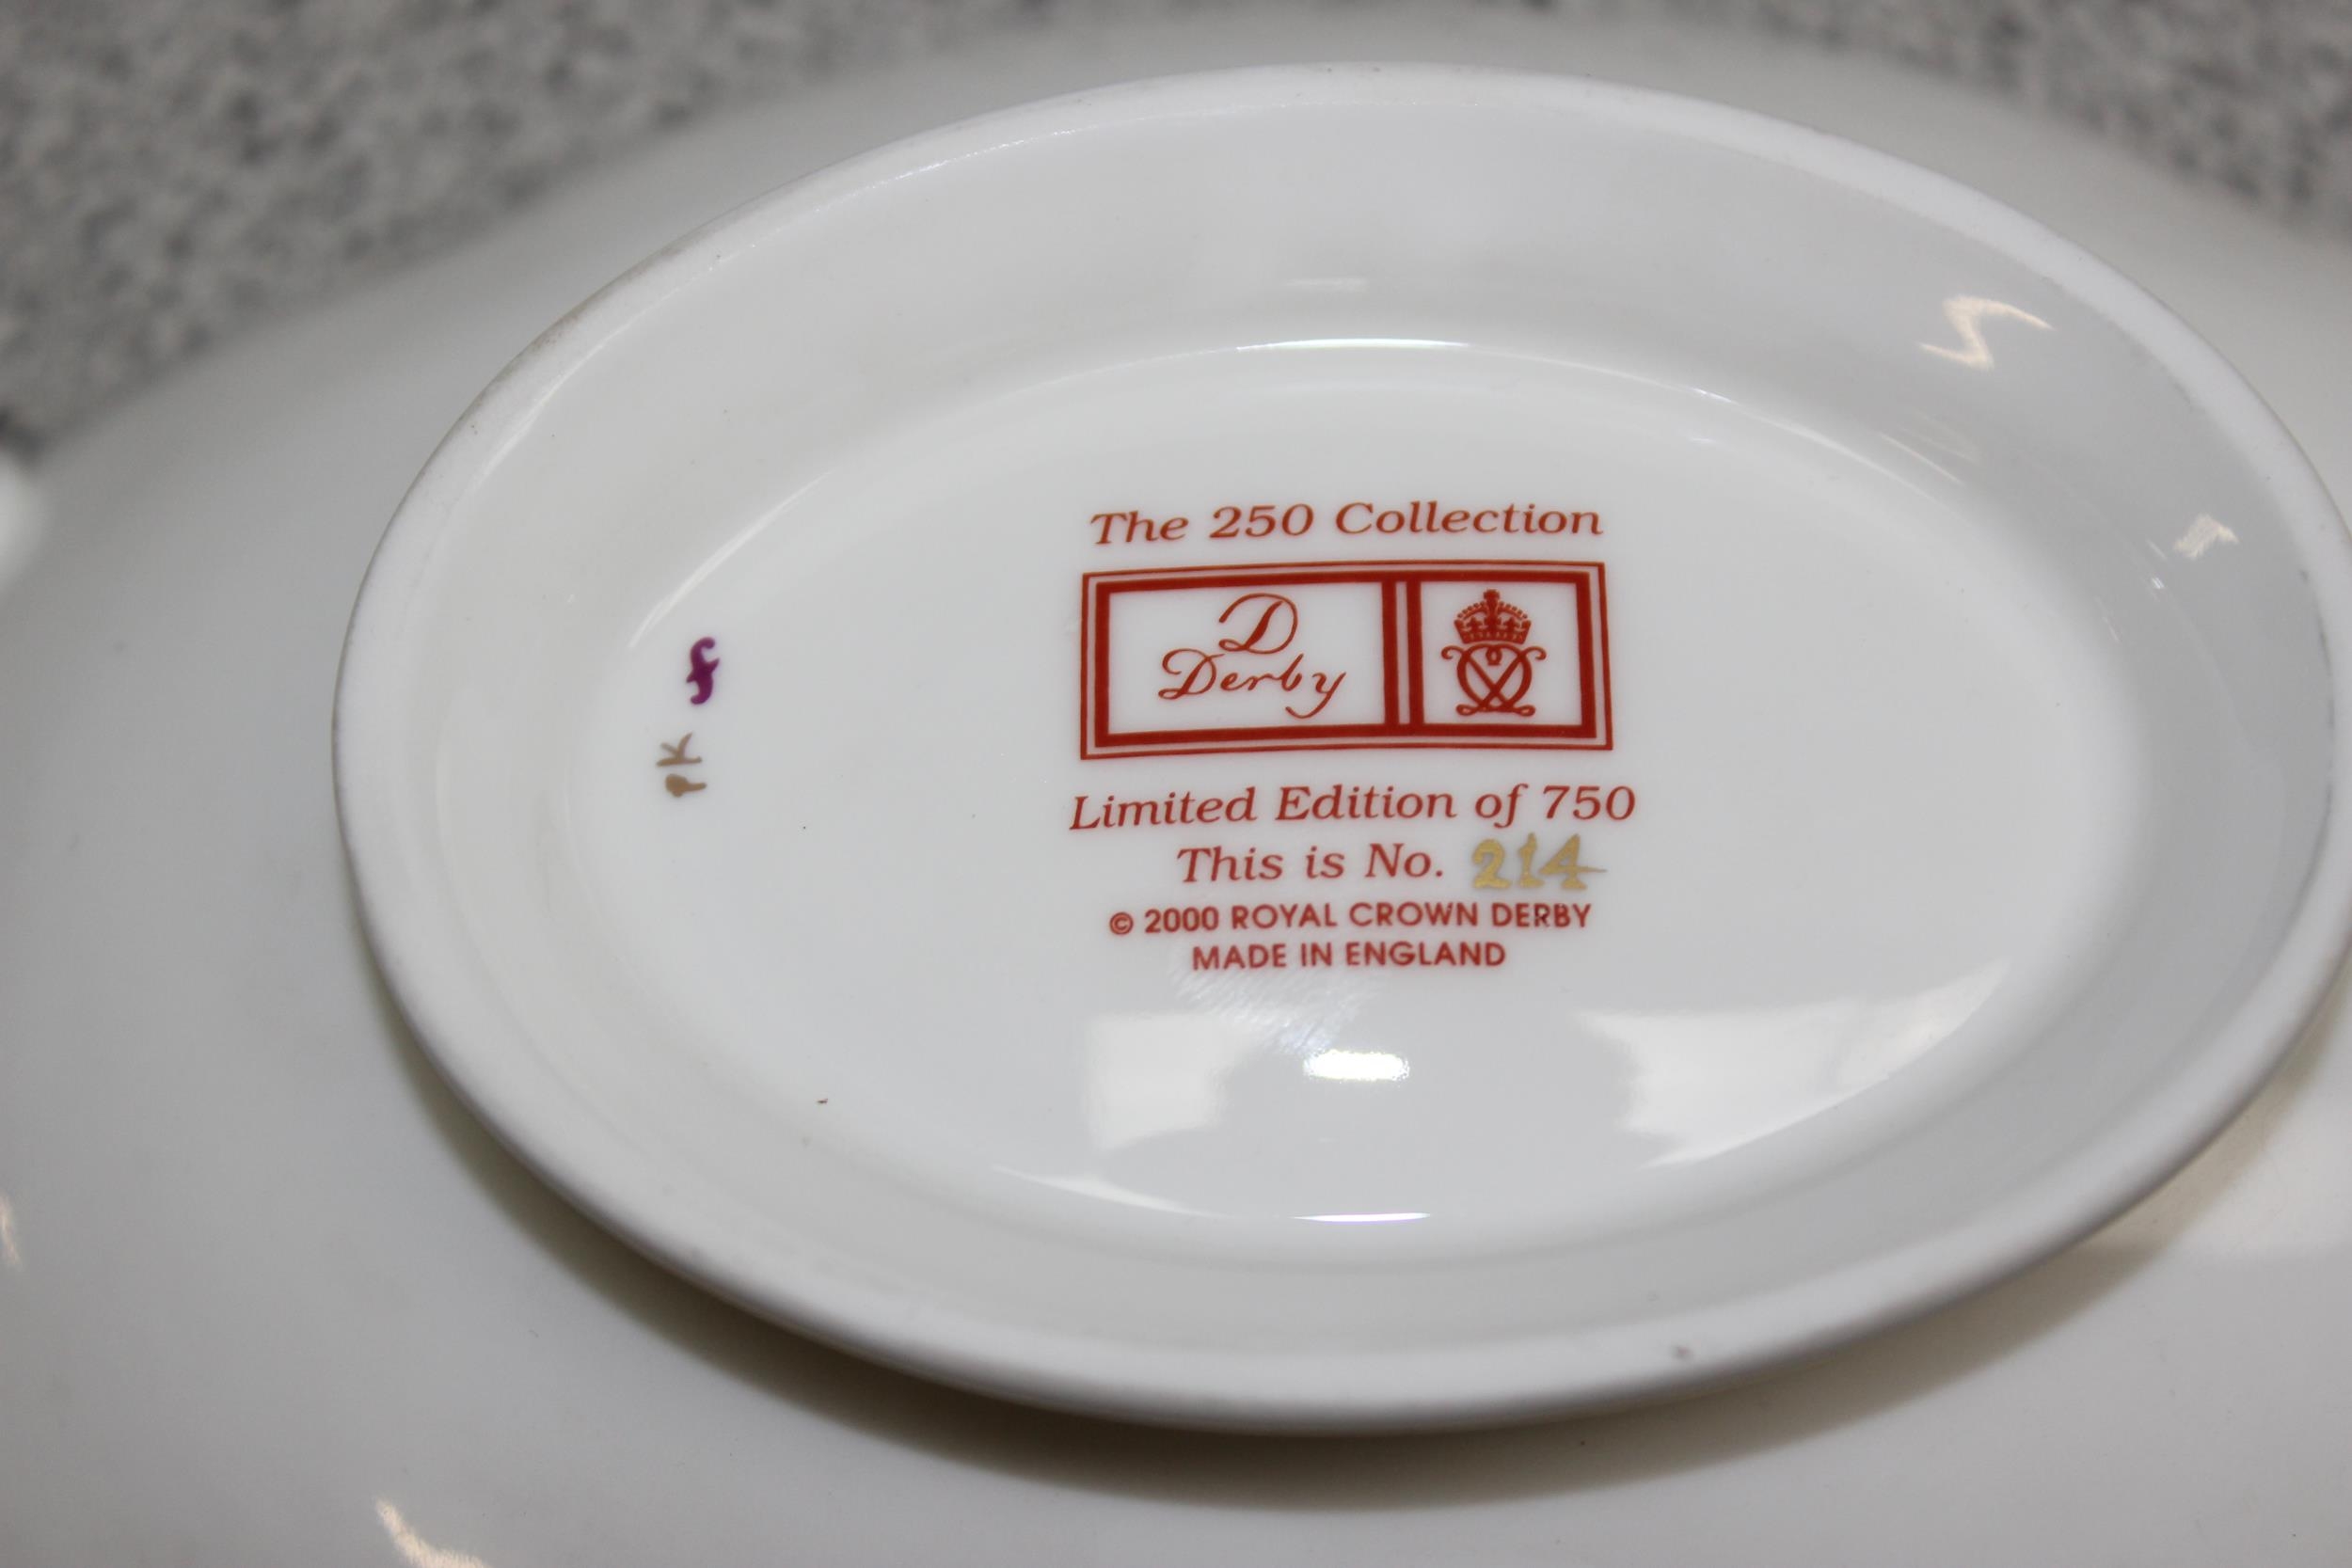 The 250 Collection
D
Derby
Limited Edition of 750
This is No. 214
© 2000 ROYAL CROWN DERBY
MADE IN ENGLAND
PK
f